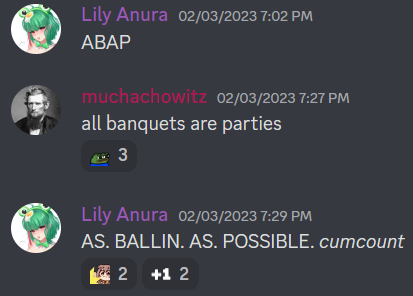 Lily Anura 02/03/2023 7:02 PM
ABAP
muchachowitz 02/03/2023 7:27 PM
all banquets are parties
3
Lily Anura 02/03/2023 7:29 PM
AS. BALLIN. AS. POSSIBLE. cumcount
2 +1 2